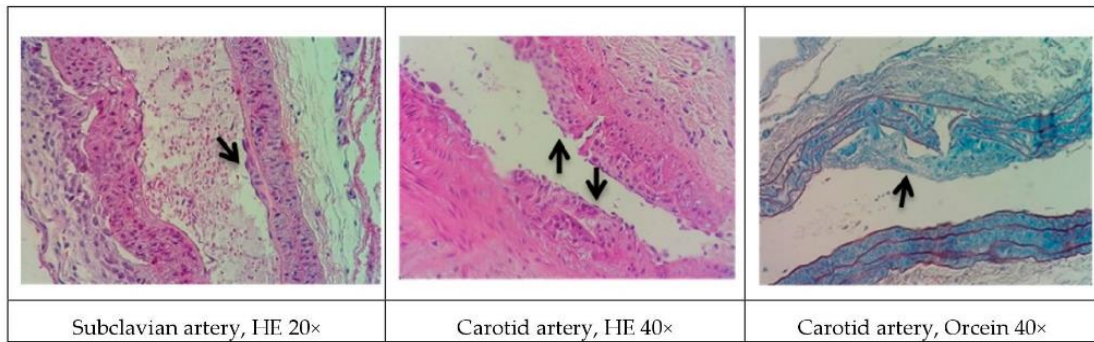 Subclavian artery, HE 20×
Carotid artery, HE 40×
Carotid artery, Orcein 40×